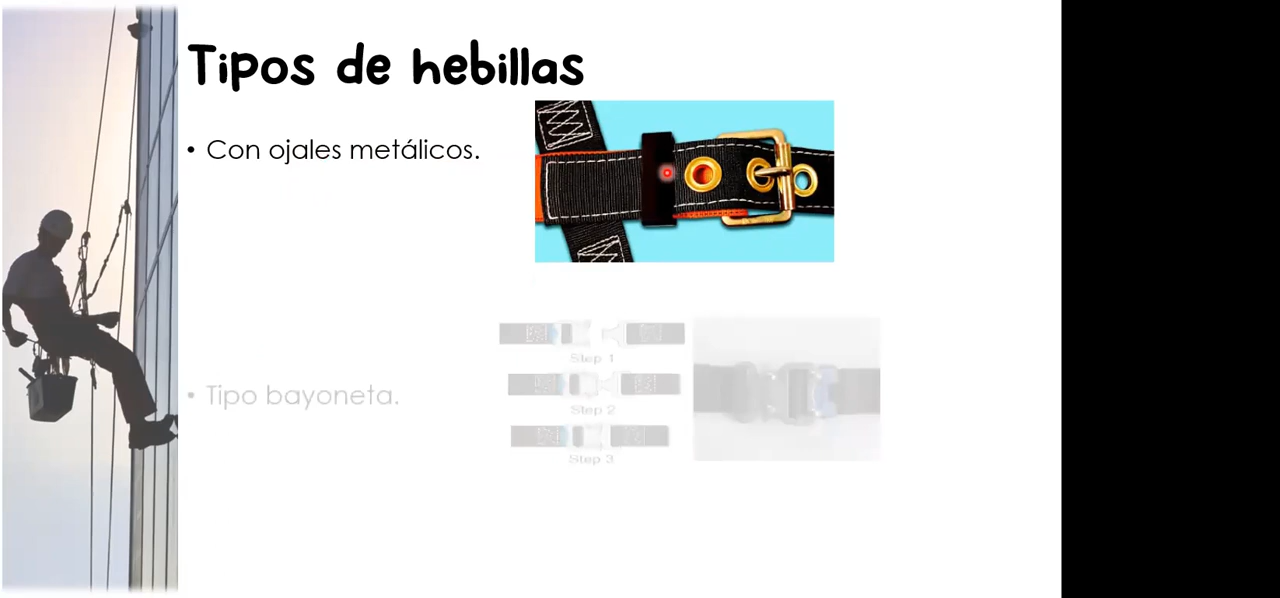 Tipos de hebillas
• Con ojales metálicos.
Step 1
• Tipo bayoneta.
Step 2
Step 3